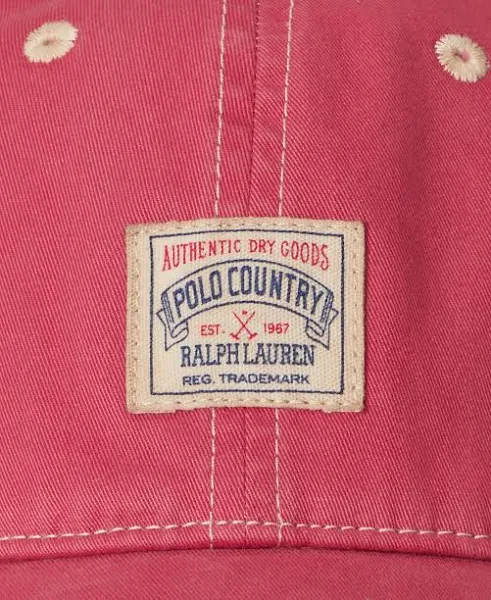 AUTHENTIC DRY GOODS
POLO COUNTRY
EST. 1967
RALPH LAUREN
REG. TRADEMARK